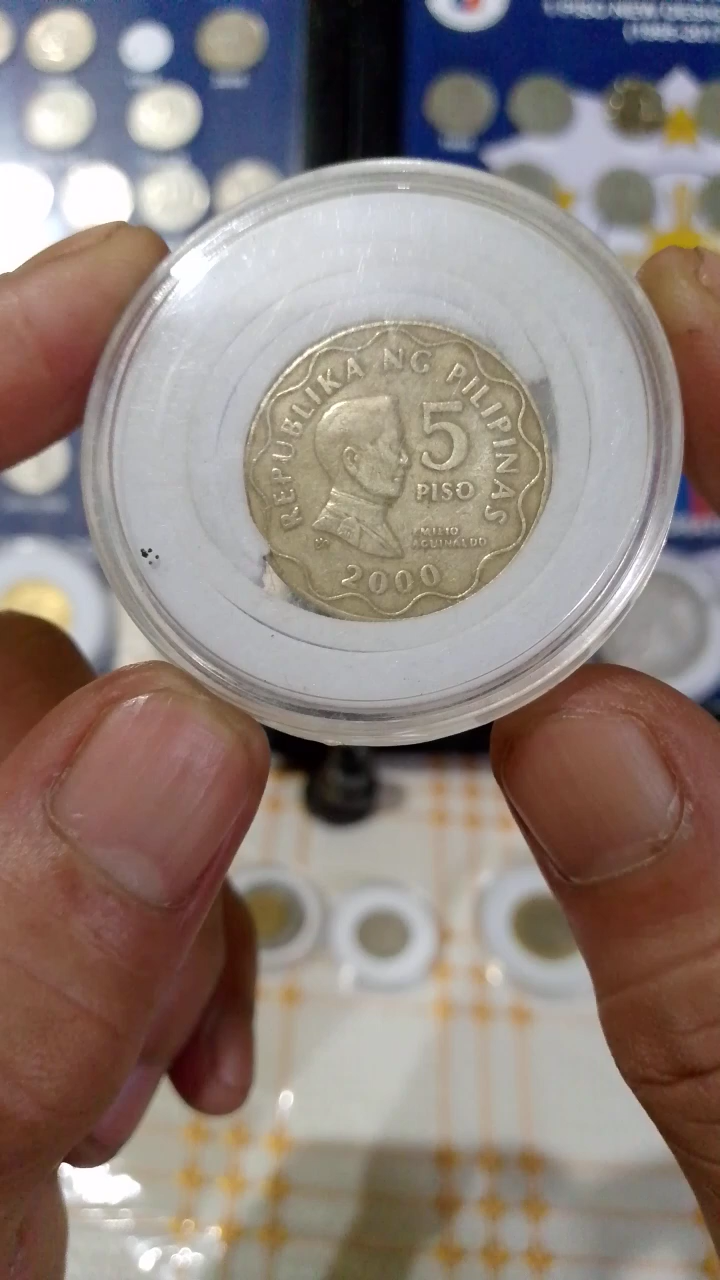 REPUBLIKA NG PILIPINAS
5
PISO
EMILIO
AGUINALDO
2000